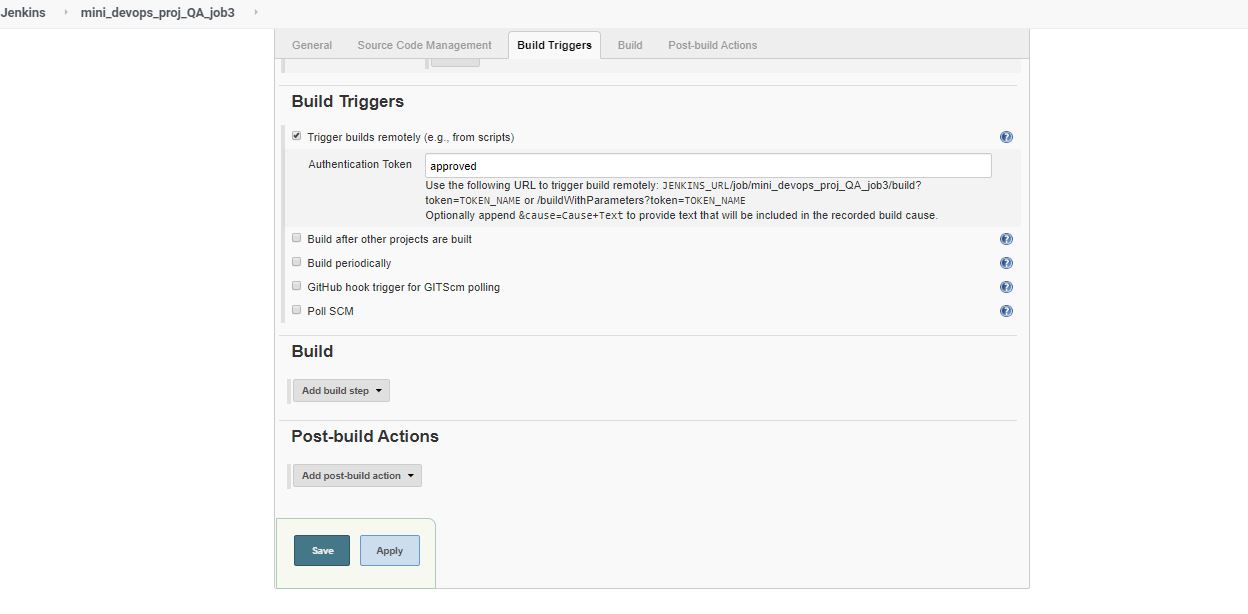 Jenkins mini_devops_proj_QA_job3
General Source Code Management Build Triggers Build Post-build Actions
Build Triggers
Trigger builds remotely (e.g., from scripts)
Authentication Token approved
Use the following URL to trigger build remotely: JENKINS_URL/job/mini_devops_proj_QA_job3/build?
token=TOKEN_NAME or /buildWithParameters?token=TOKEN_NAME
Optionally append &cause=Cause+Text to provide text that will be included in the recorded build cause.
Build after other projects are built
Build periodically
GitHub hook trigger for GITScm polling
Poll SCM
Build
Add build step
Post-build Actions
Add post-build action
Save Apply